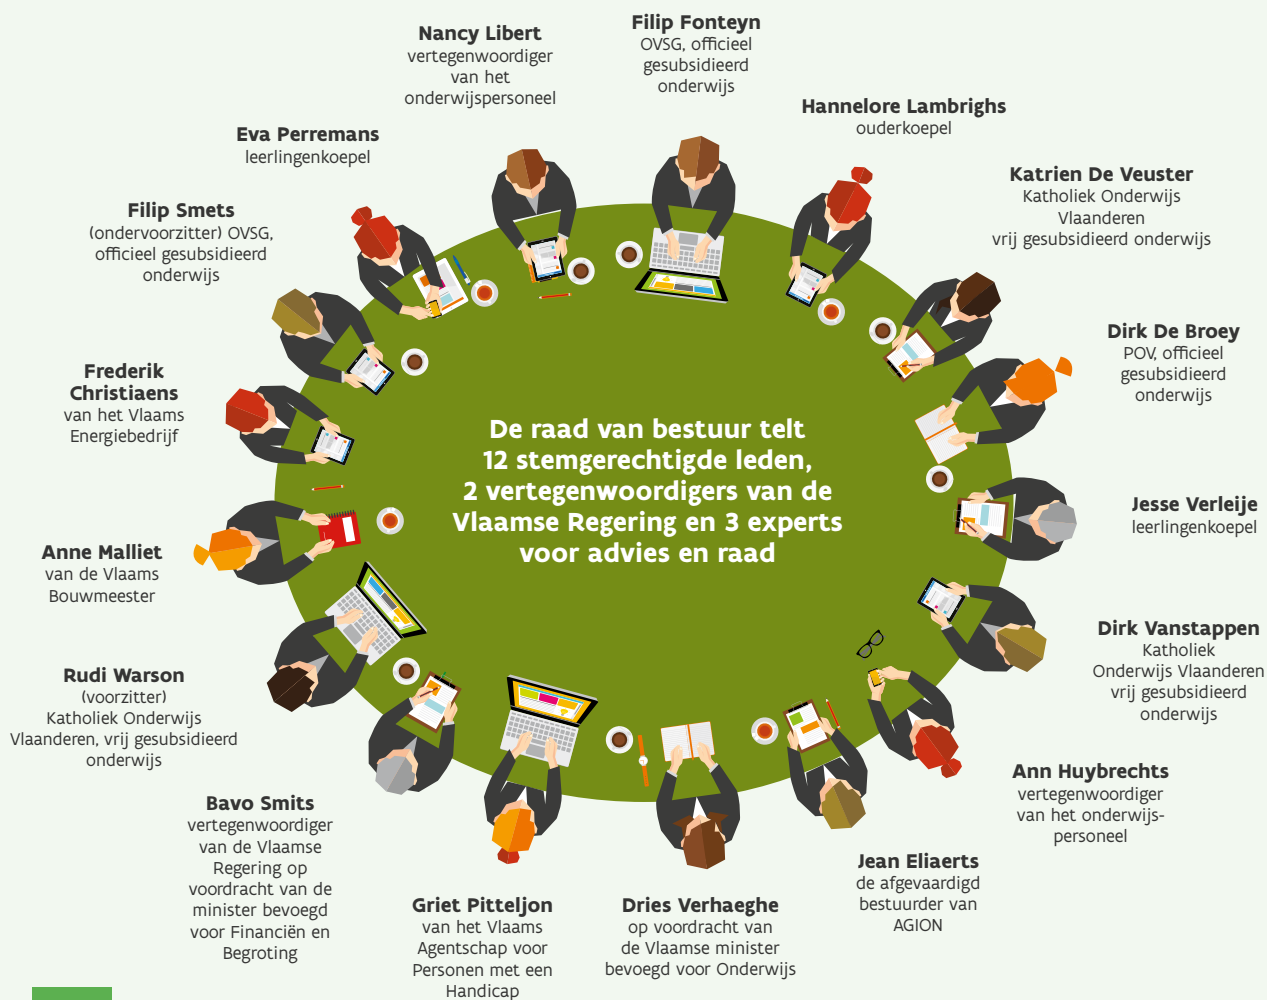 Filip Fonteyn
OVSG, officieel
gesubsidieerd
onderwijs
Nancy Libert
vertegenwoordiger
van het
onderwijspersoneel
Hannelore Lambrighs
ouderkoepel
Eva Perremans
leerlingenkoepel
Katrien De Veuster
Katholiek Onderwijs
Vlaanderen
vrij gesubsidieerd onderwijs
Filip Smets
(ondervoorzitter) OVSG,
officieel gesubsidieerd
onderwijs
Dirk De Broey
POV, officieel
gesubsidieerd
onderwijs
Frederik
Christiaens
van het Vlaams
Energiebedrijf
De raad van bestuur telt
12 stemgerechtigde leden,
2 vertegenwoordigers van de
Vlaamse Regering en 3 experts
voor advies en raad
Jesse Verleije
leerlingenkoepel
Anne Malliet
van de Vlaams
Bouwmeester
Dirk Vanstappen
Katholiek
Onderwijs Vlaanderen
vrij gesubsidieerd
onderwijs
Rudi Warson
(voorzitter)
Katholiek Onderwijs
Vlaanderen, vrij gesubsidieerd
onderwijs
Ann Huybrechts
vertegenwoordiger
van het onderwijs-
personeel
Bavo Smits
vertegenwoordiger
van de Vlaamse
Regering op
voordracht van de
minister bevoegd
voor Financiën en
Begroting
Jean Eliaerts
de afgevaardigd
bestuurder van
AGION
Griet Pitteljon
van het Vlaams
Agentschap voor
Personen met een
Handicap
Dries Verhaeghe
op voordracht van
de Vlaamse minister
bevoegd voor Onderwijs